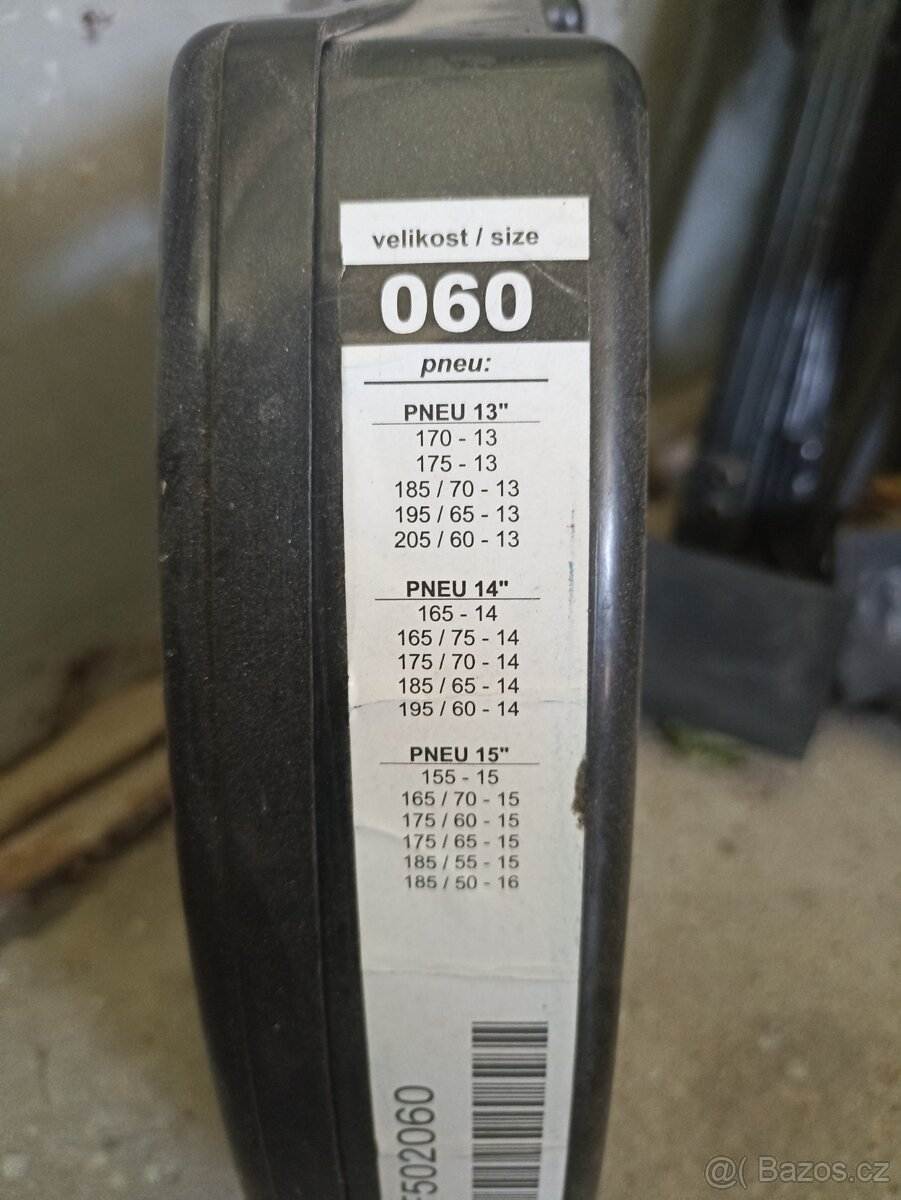 velikost / size
060
pneu:
PNEU 13"
170 - 13
175 - 13
185 / 70 - 13
195 / 65 - 13
205 / 60 - 13
PNEU 14"
165 - 14
165 / 75 - 14
175 / 70 - 14
185 / 65 - 14
195 / 60 - 14
PNEU 15"
155 - 15
165 / 70 - 15
175 / 60 - 15
175 / 65 - 15
185 / 55 - 15
185 / 50 - 16
502060
@( Bazos.cz